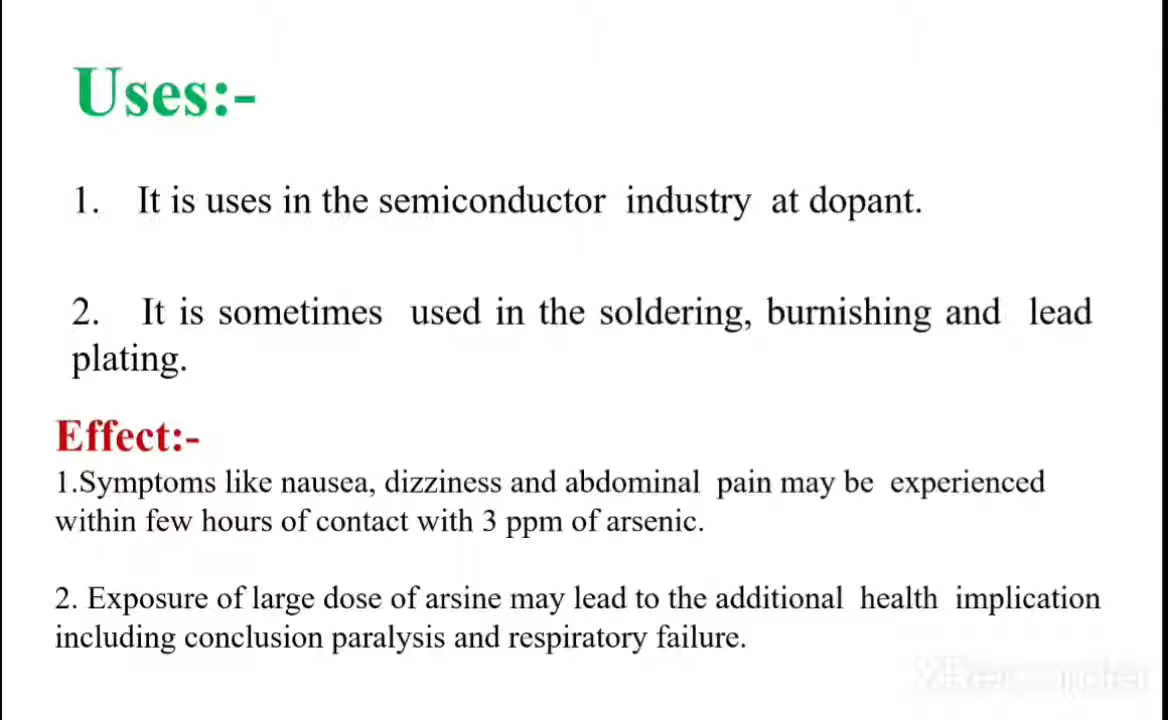 Uses:-
1. It is uses in the semiconductor industry at dopant.
2. It is sometimes used in the soldering, burnishing and lead
plating.
Effect:-
1.Symptoms like nausea, dizziness and abdominal pain may be experienced
within few hours of contact with 3 ppm of arsenic.
2. Exposure of large dose of arsine may lead to the additional health implication
including conclusion paralysis and respiratory failure.